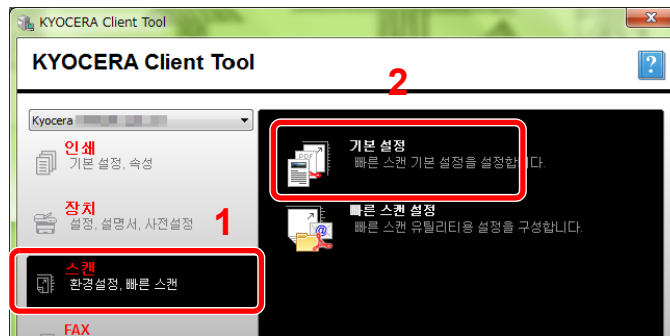 KYOCERA Client Tool
KYOCERA Client Tool
?
2
Kyocera
인쇄
기본 설정, 속성
장치
설정, 설명서, 사전설정
1
스캔
환경설정, 빠른 스캔
FAX
PDF
기본 설정
빠른 스캔 기본 설정을 설정합니다.
빠른 스캔 설정
빠른 스캔 유틸리티용 설정을 구성합니다.